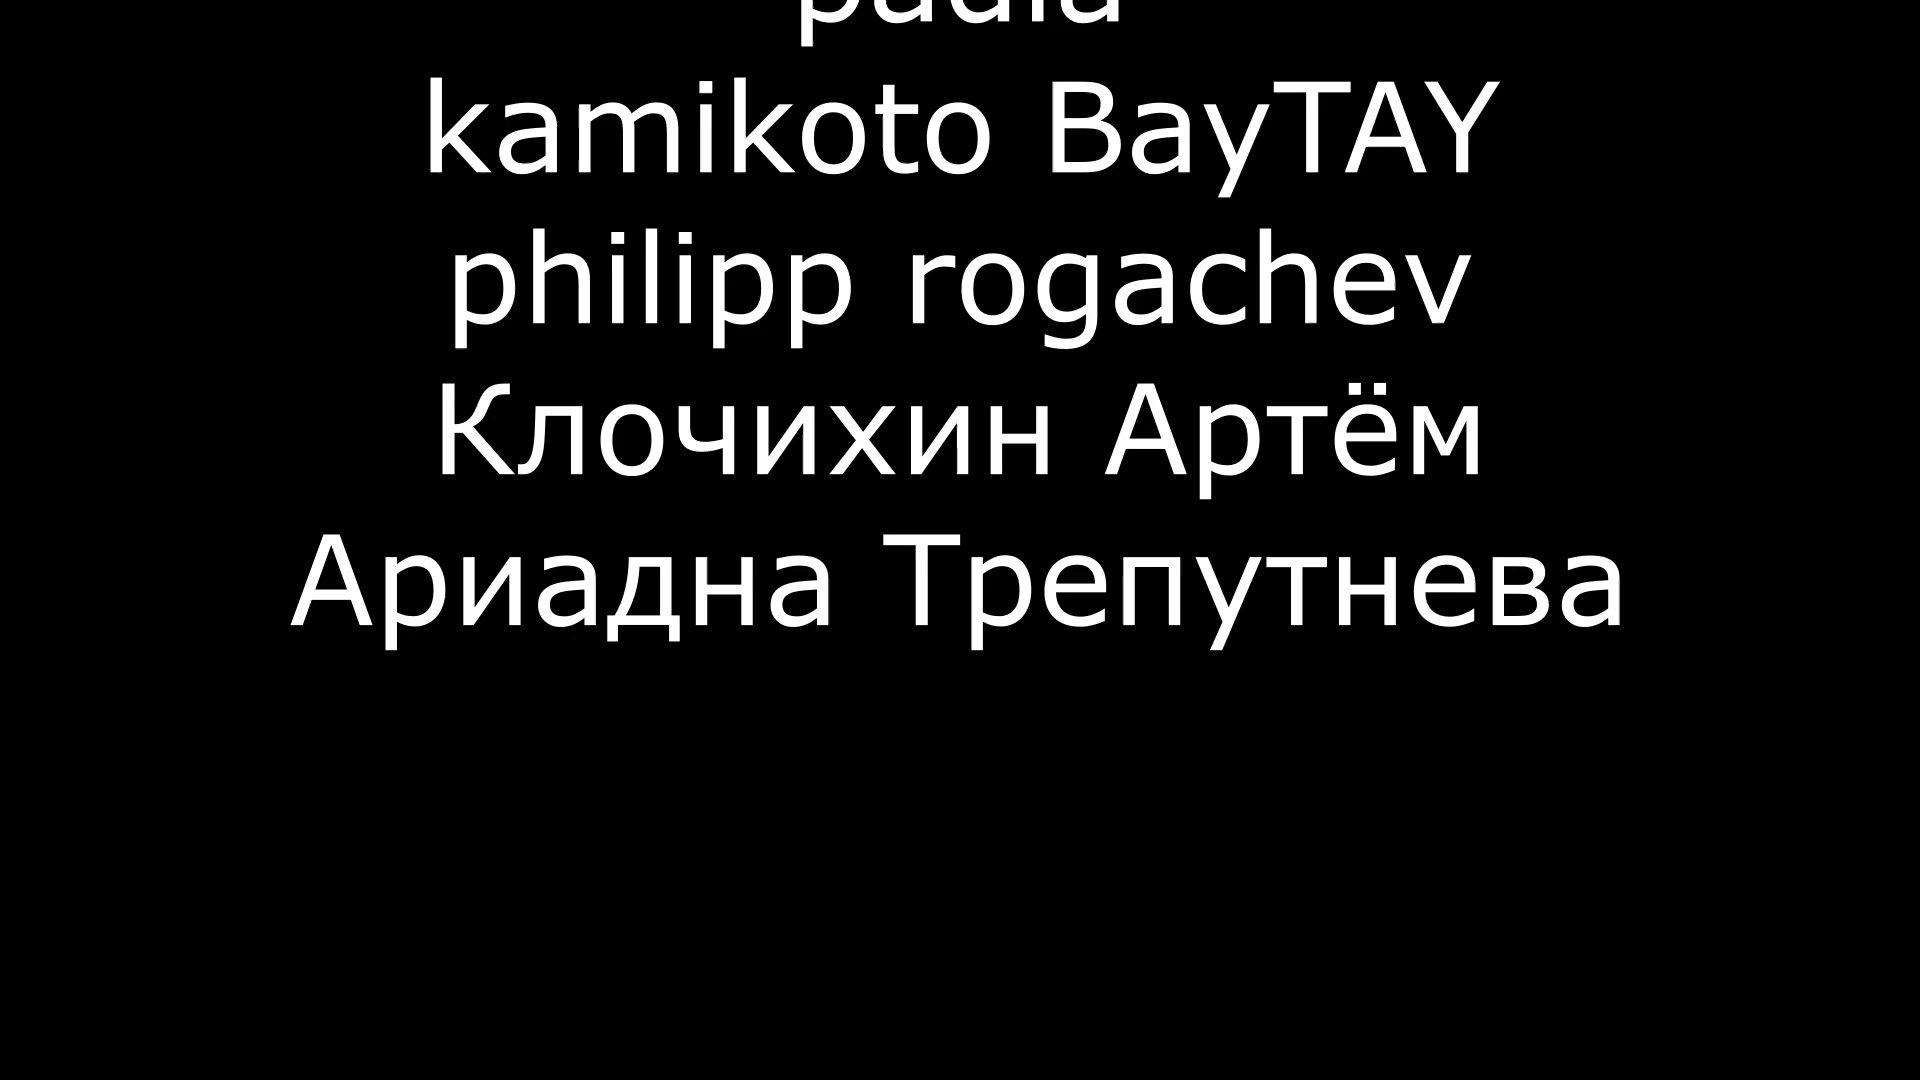 kamikoto BayTAY
philipp rogachev
Клочихин Артём
Ариадна Трепутнева